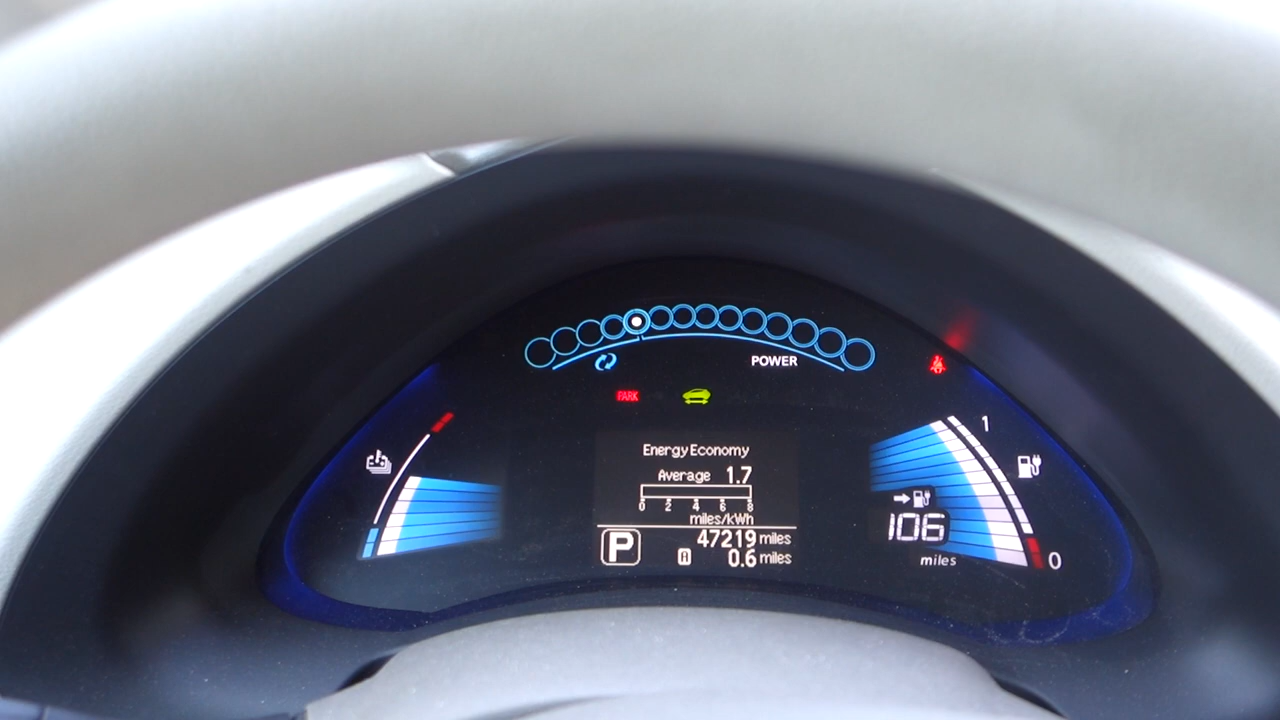 POWER
PARK
1
Energy Economy
Average 1.7
0 2 4 6 8
miles/kWh
P 47219 miles
A 0.6 miles
106
miles
0